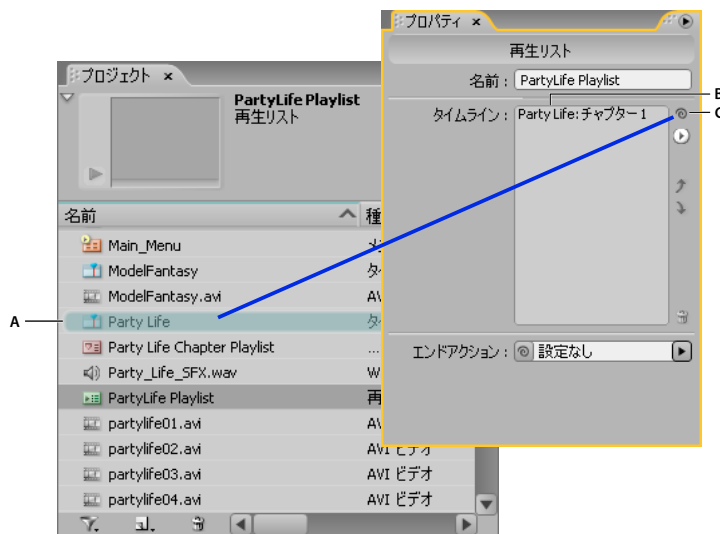 プロパティ ×
再生リスト
名前 : PartyLife Playlist
タイムライン : Party Life: チャプター 1
B
C
エンドアクション : 設定なし
プロジェクト ×
PartyLife Playlist
再生リスト
名前 種
Main_Menu
ModelFantasy
ModelFantasy.avi AV
A
Party Life
Party Life Chapter Playlist ...
Party_Life_SFX.wav W
PartyLife Playlist 再
partylife01.avi AV
partylife02.avi AVI ビデオ
partylife03.avi AVI ビデオ
partylife04.avi AVI ビデオ